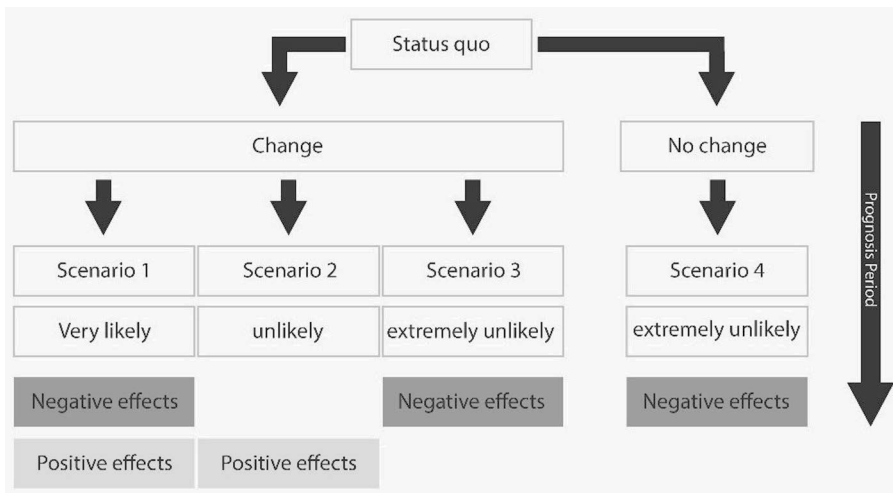 Status quo
Change
No change
Scenario 1
Scenario 2
Scenario 3
Scenario 4
Very likely
unlikely
extremely unlikely
extremely unlikely
Negative effects
Negative effects
Negative effects
Positive effects
Positive effects
Prognosis Period